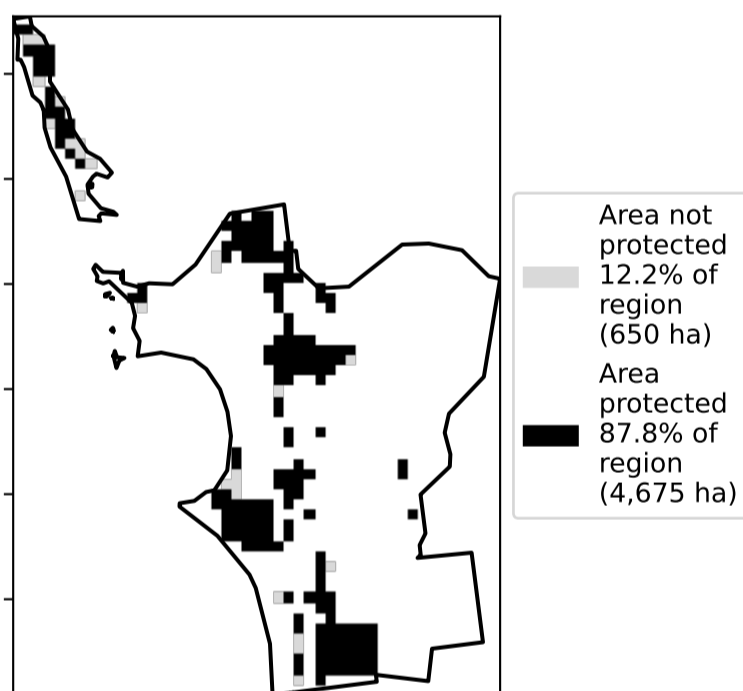 Area not
protected
12.2% of
region
(650 ha)
Area
protected
87.8% of
region
(4,675 ha)